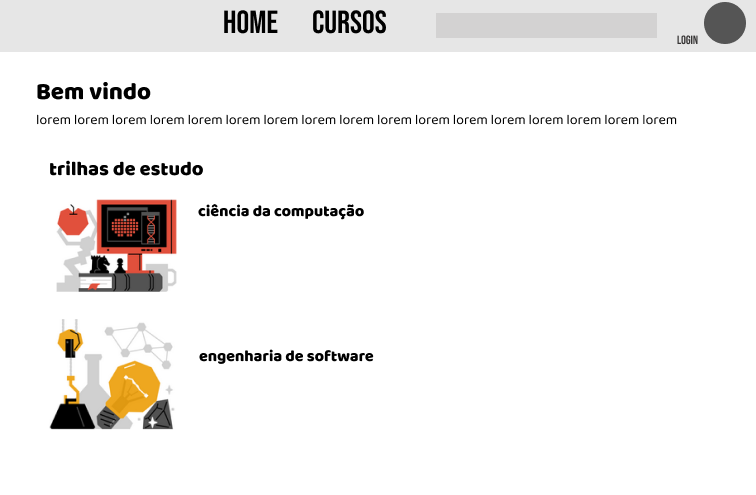 HOME CURSOS
LOGIN
Bem vindo
lorem lorem lorem lorem lorem lorem lorem lorem lorem lorem lorem lorem lorem lorem lorem lorem lorem
trilhas de estudo
ciência da computação
engenharia de software